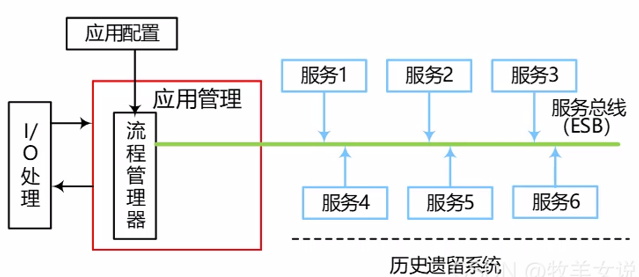 应用配置
服务1
服务2
服务3
应用管理
服务总线
(ESB)
I/O处理
流程管理器
服务4
服务5
服务6
历史遗留系统
@牧羊女说